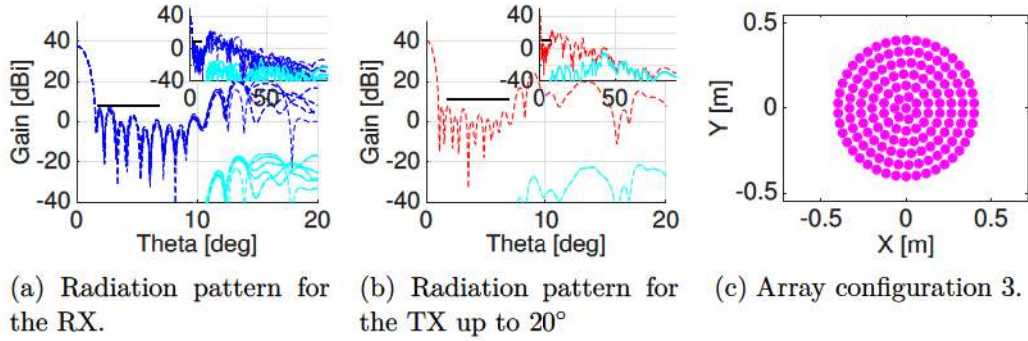 40
20
0
-20
-40
Gain [dBi]
0
10
20
Theta [deg]
40
0
-40
0
50
40
20
0
-20
-40
Gain [dBi]
0
10
20
Theta [deg]
40
0
-40
0
50
0.5
0
-0.5
Y [m]
-0.5
0
0.5
X [m]
(a) Radiation pattern for
the RX.
(b) Radiation pattern for
the TX up to 20°
(c) Array configuration 3.